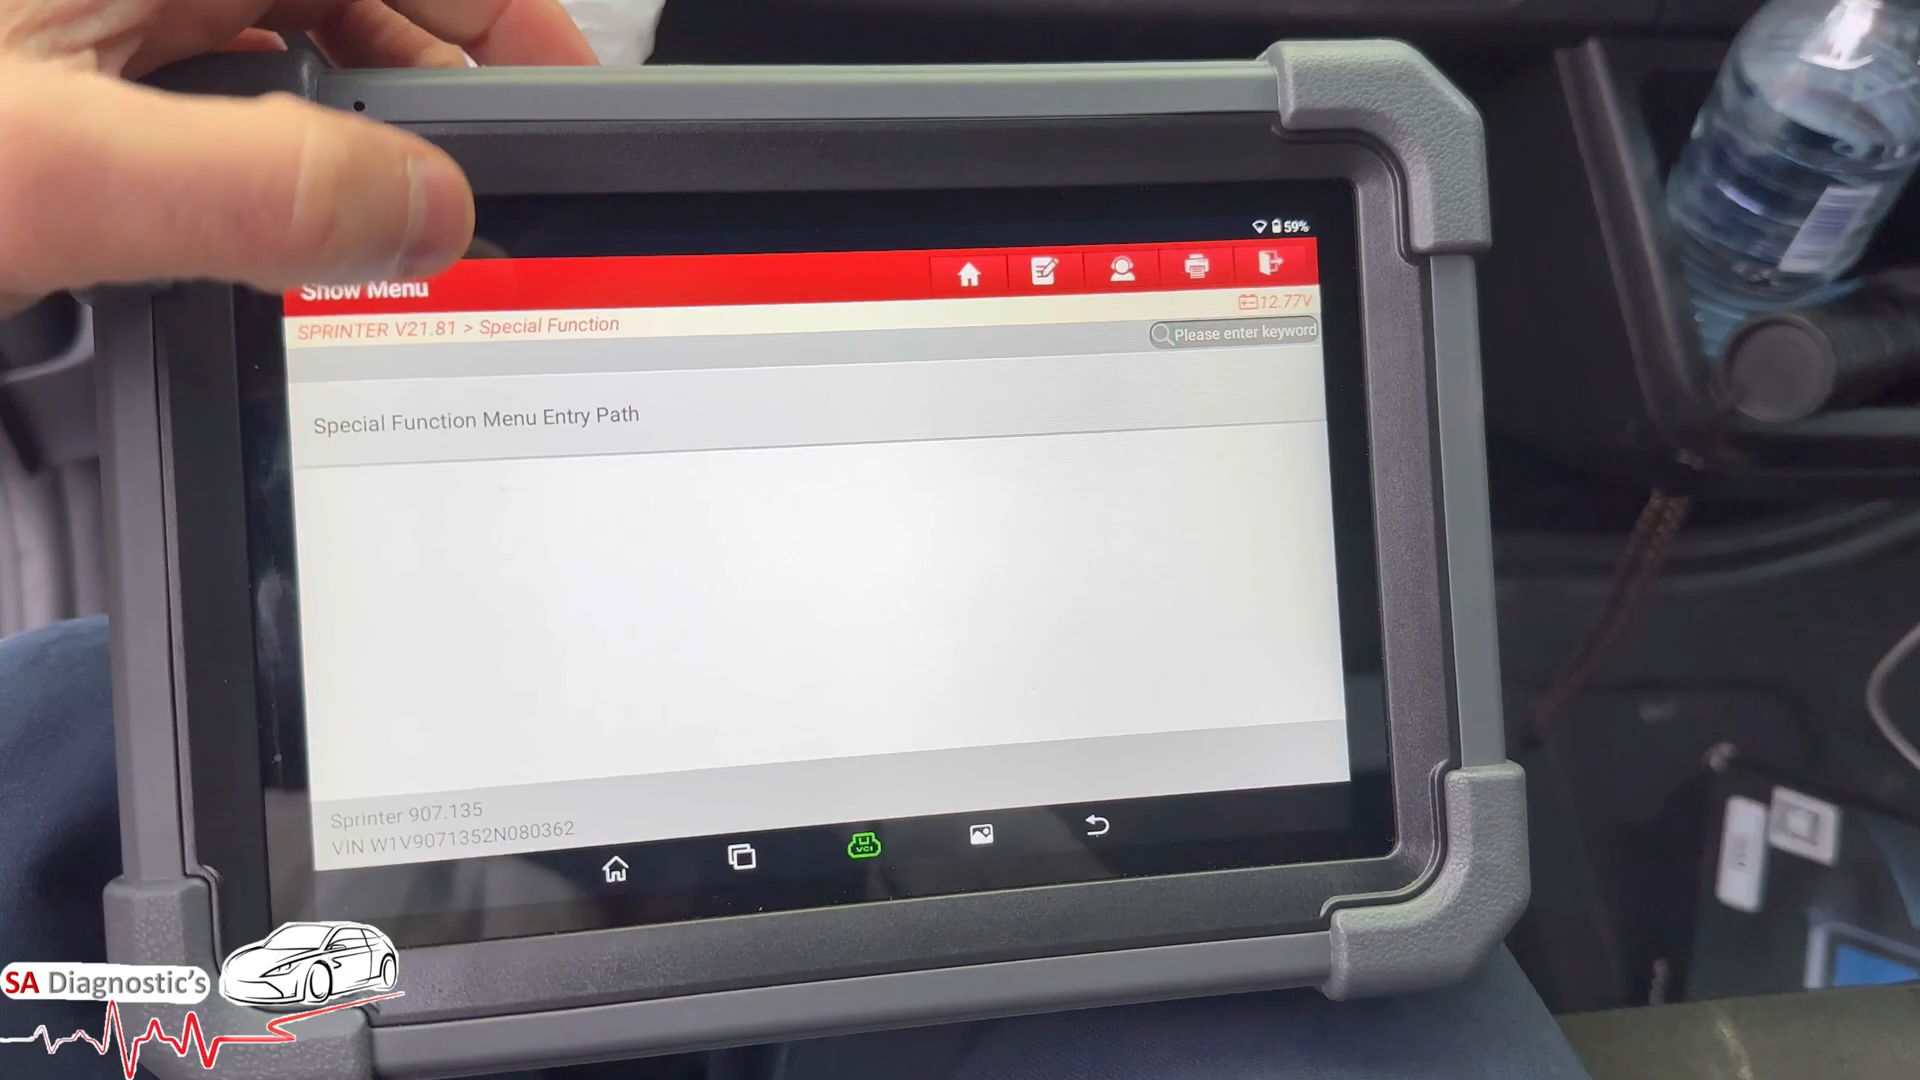 59%
Show Menu
12.77V
SPRINTER V21.81 > Special Function
Please enter keyword
Special Function Menu Entry Path
Sprinter 907.135
VIN W1V9071352N080362
VCI
SA Diagnostic's